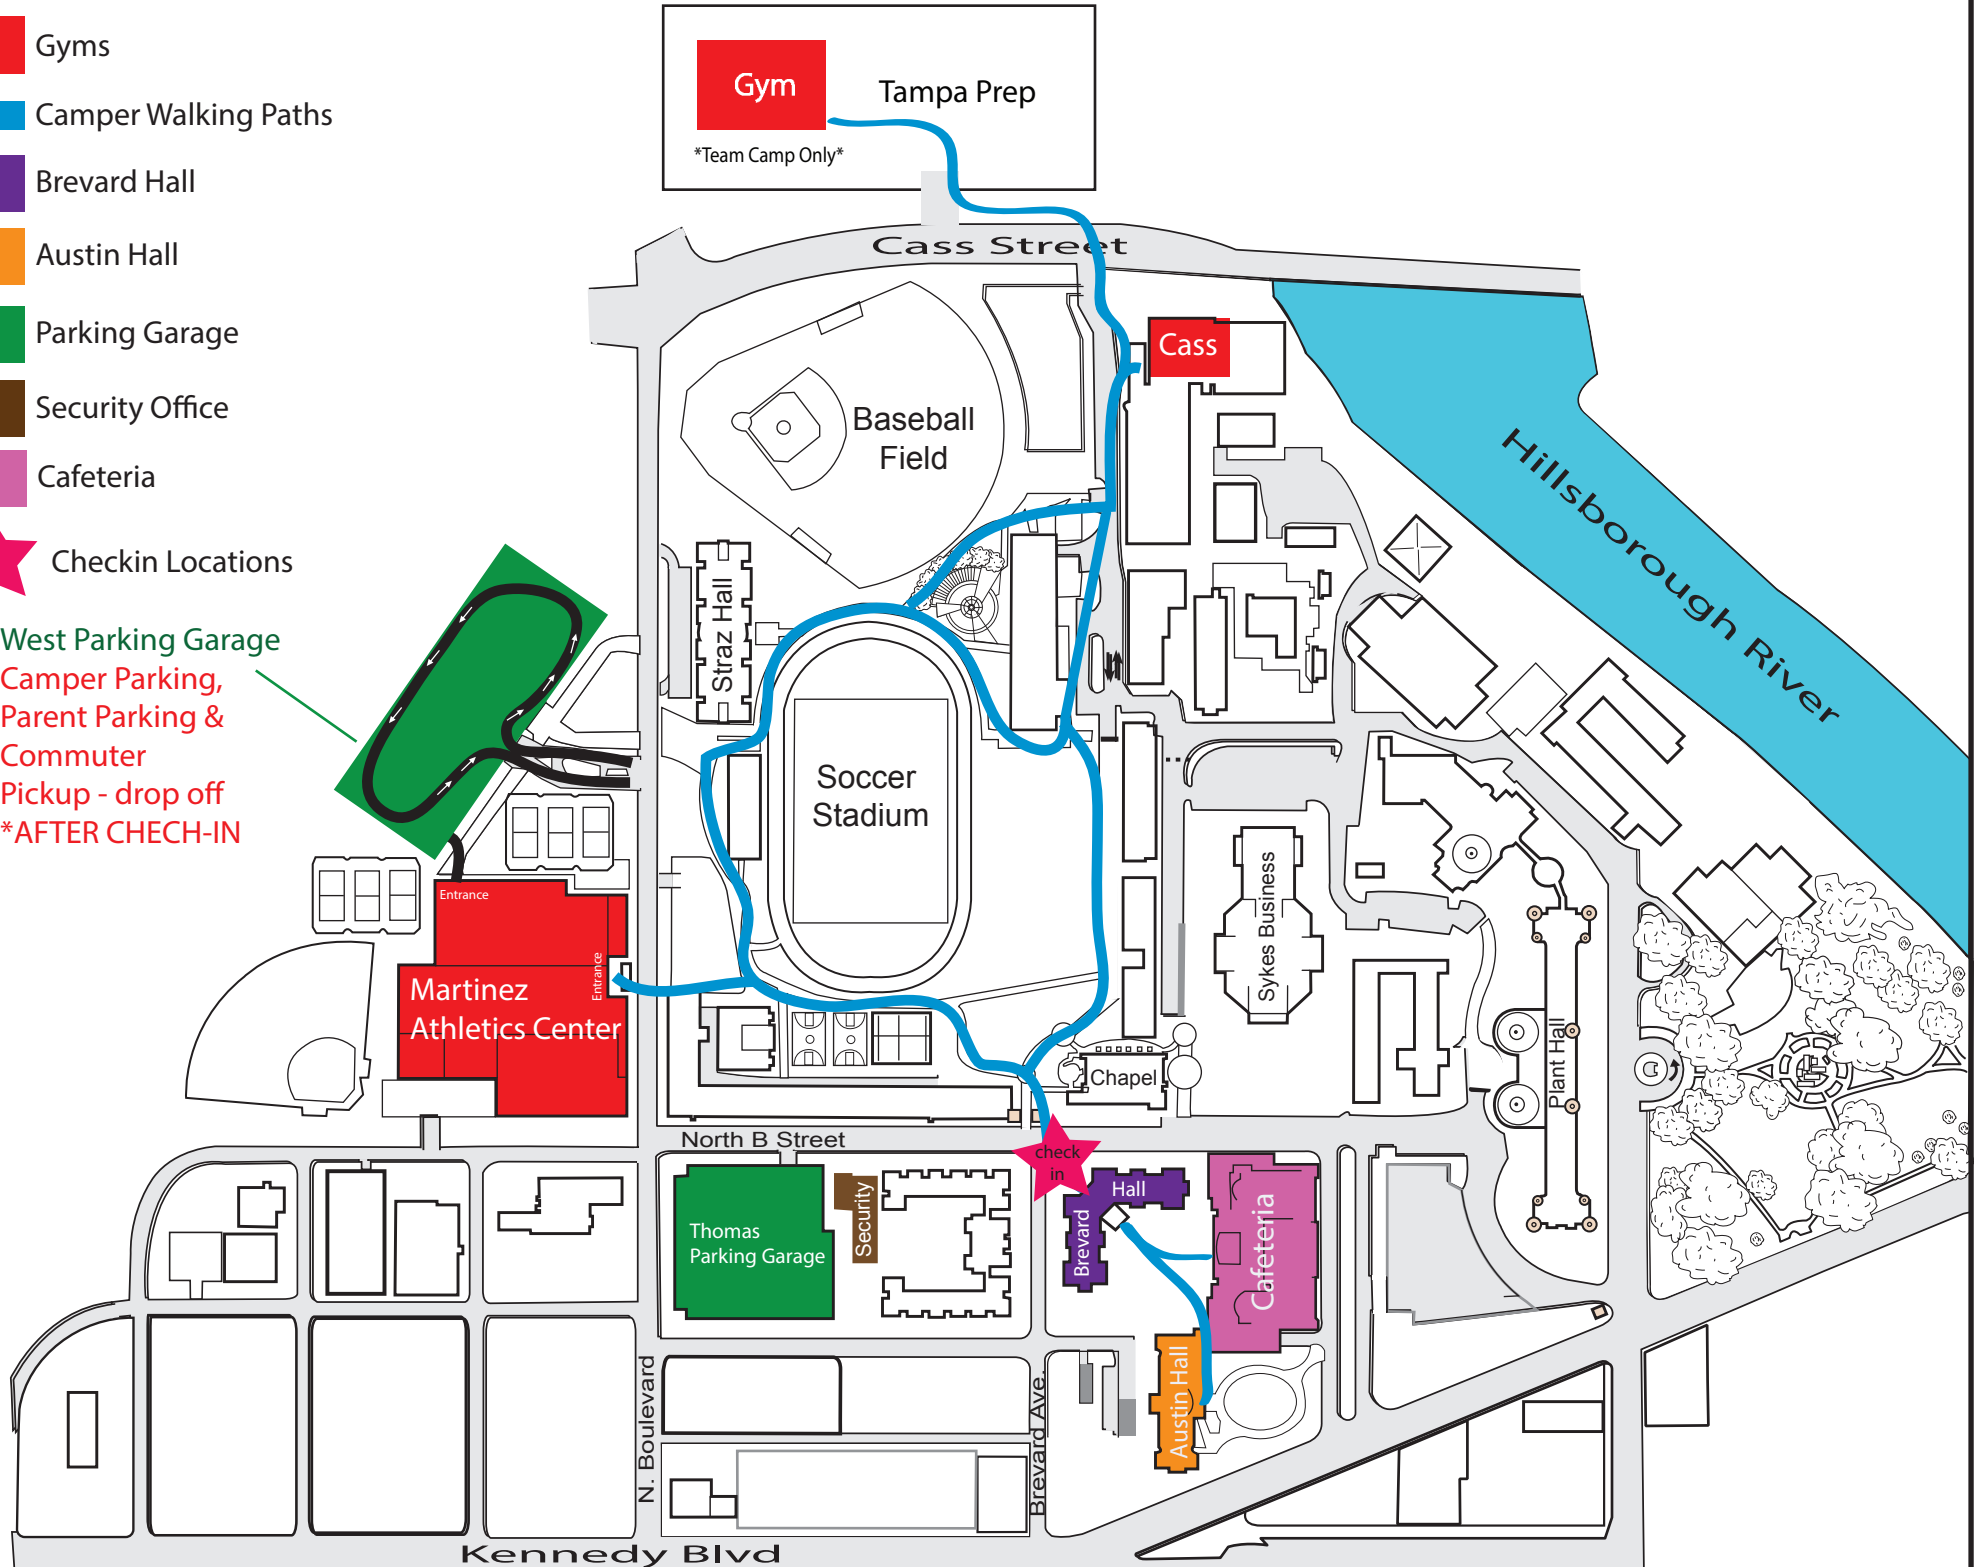 Gyms
Camper Walking Paths
Brevard Hall
Austin Hall
Parking Garage
Security Office
Cafeteria
Checkin Locations
West Parking Garage
Camper Parking,
Parent Parking &
Commuter
Pickup - drop off
*AFTER CHECH-IN
Gym
Tampa Prep
*Team Camp Only*
Cass Street
Cass
Baseball
Field
Hillsborough River
Straz Hall
Soccer
Stadium
Sykes Business
Entrance
Entrance
Martinez
Athletics Center
Plant Hall
Chapel
North B Street
check
in
Hall
Brevard
Thomas
Parking Garage
Security
Cafeteria
Austin Hall
N. Boulevard
Brevard Ave.
Kennedy Blvd